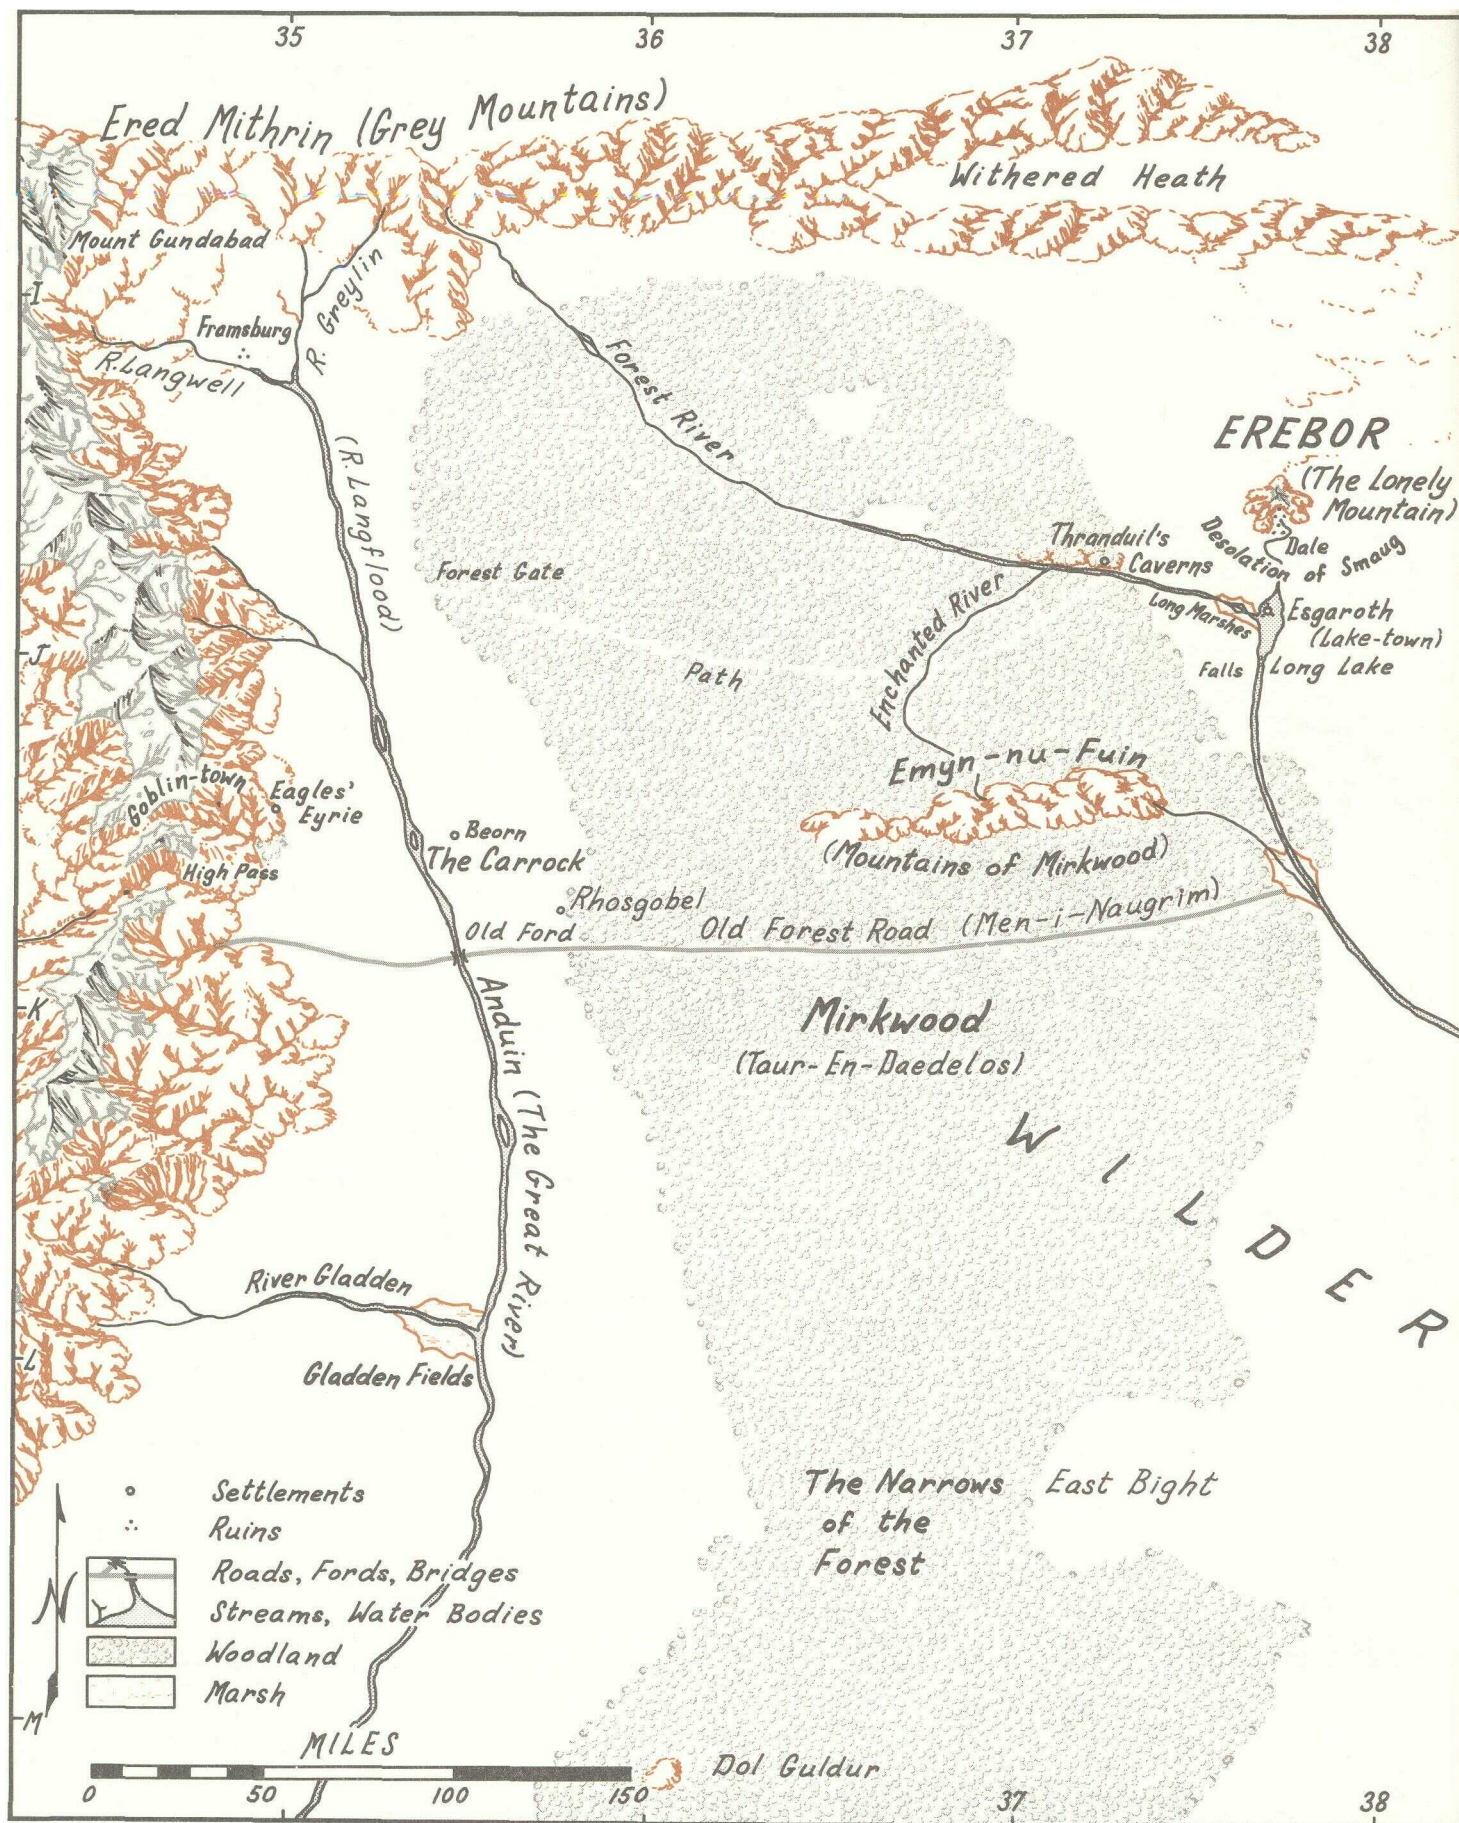 35
36
37
38
Ered Mithrin (Grey Mountains)
Withered Heath
Mount Gundabad
I
R. Greylin
Framsburg
R. Langwell
Forest River
(R. Langflood)
EREBOR
(The Lonely
Mountain)
Dale
Desolation of Smaug
Thranduil's
Caverns
Forest Gate
Enchanted River
Long Marshes
Esgaroth
(Lake-town)
J
Path
Falls
Long Lake
Emyn-nu-Fuin
(Mountains of Mirkwood)
Goblin-town
Eagles'
Eyrie
Beorn
The Carrock
High Pass
Rhosgobel
Old Ford
Old Forest Road (Men-i-Naugrim)
K
Anduin (The Great River)
Mirkwood
(Taur-En-Daedelos)
WILDER
River Gladden
L
Gladden Fields
The Narrows
of the
Forest
East Bight
Settlements
Ruins
Roads, Fords, Bridges
Streams, Water Bodies
Woodland
Marsh
N
M
MILES
0
50
100
150
Dol Guldur
37
38